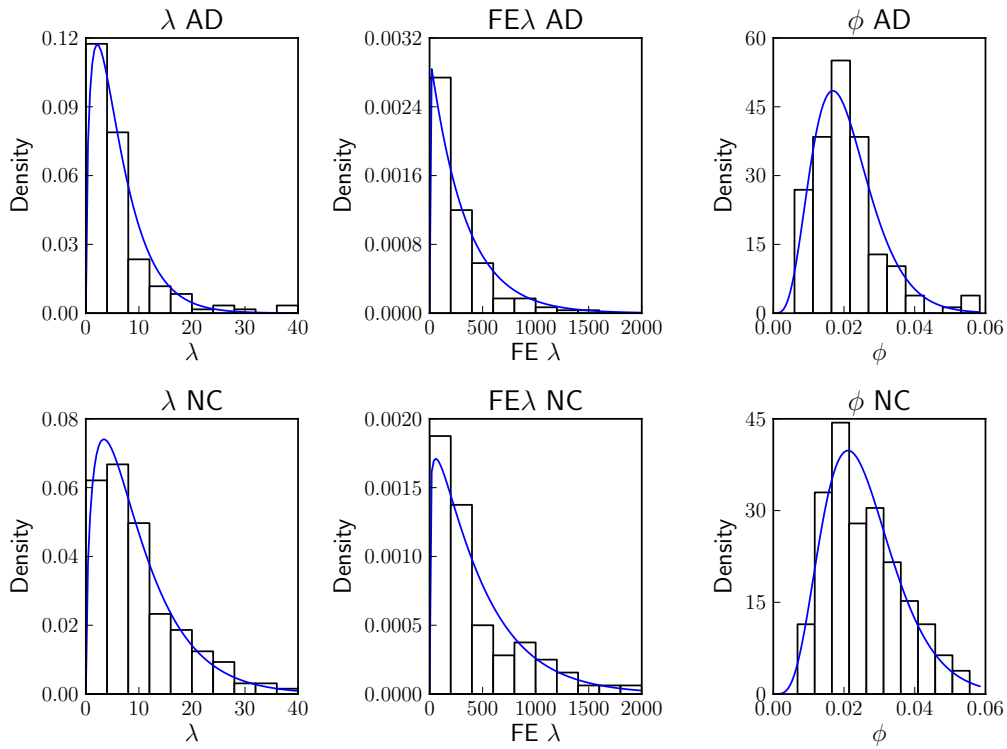 λ AD
FEλ AD
ϕ AD
Density
0.12
0.09
0.06
0.03
0.00
0 10 20 30 40
λ
Density
0.0032
0.0024
0.0016
0.0008
0.0000
0 500 1000 1500 2000
FE λ
Density
60
45
30
15
0
0.00 0.02 0.04 0.06
ϕ
λ NC
FEλ NC
ϕ NC
Density
0.08
0.06
0.04
0.02
0.00
0 10 20 30 40
λ
Density
0.0020
0.0015
0.0010
0.0005
0.0000
0 500 1000 1500 2000
FE λ
Density
45
30
15
0
0.00 0.02 0.04 0.06
ϕ